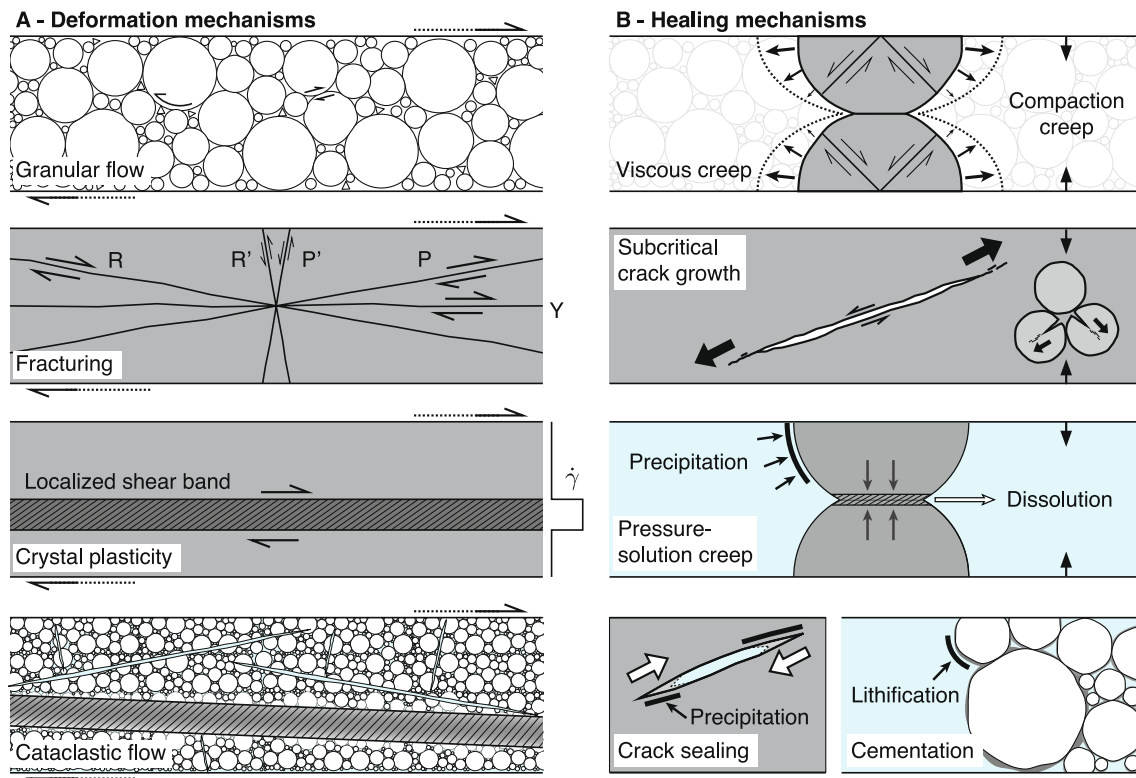 A - Deformation mechanisms
Granular flow
R
R'
P'
P
Y
Fracturing
Localized shear band
γ̇
Crystal plasticity
Cataclastic flow
B - Healing mechanisms
Compaction
creep
Viscous creep
Subcritical
crack growth
Precipitation
Dissolution
Pressure-
solution creep
Precipitation
Crack sealing
Lithification
Cementation